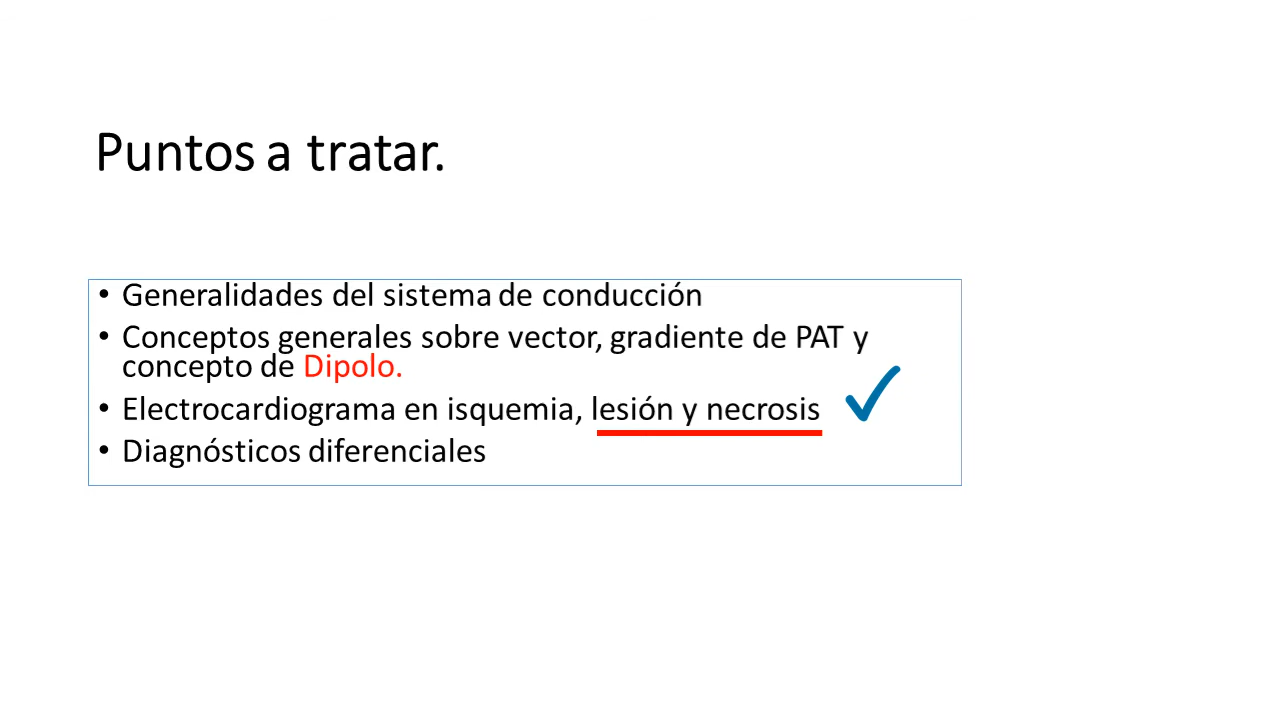 Puntos a tratar.
• Generalidades del sistema de conducción
• Conceptos generales sobre vector, gradiente de PAT y
concepto de Dipolo.
• Electrocardiograma en isquemia, lesión y necrosis
• Diagnósticos diferenciales